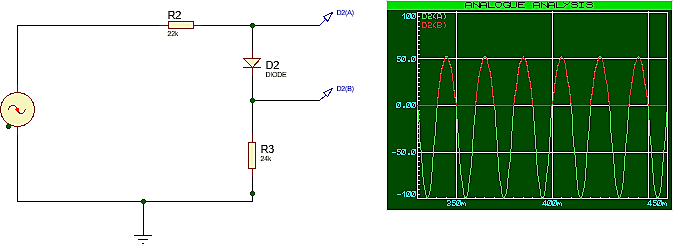 R2
22k
D2(A)
D2
DIODE
D2(B)
R3
24k
ANALOGUE ANALYSIS
100
D2(A)
D2(B)
50.0
0.00
-50.0
-100
350m
400m
450m